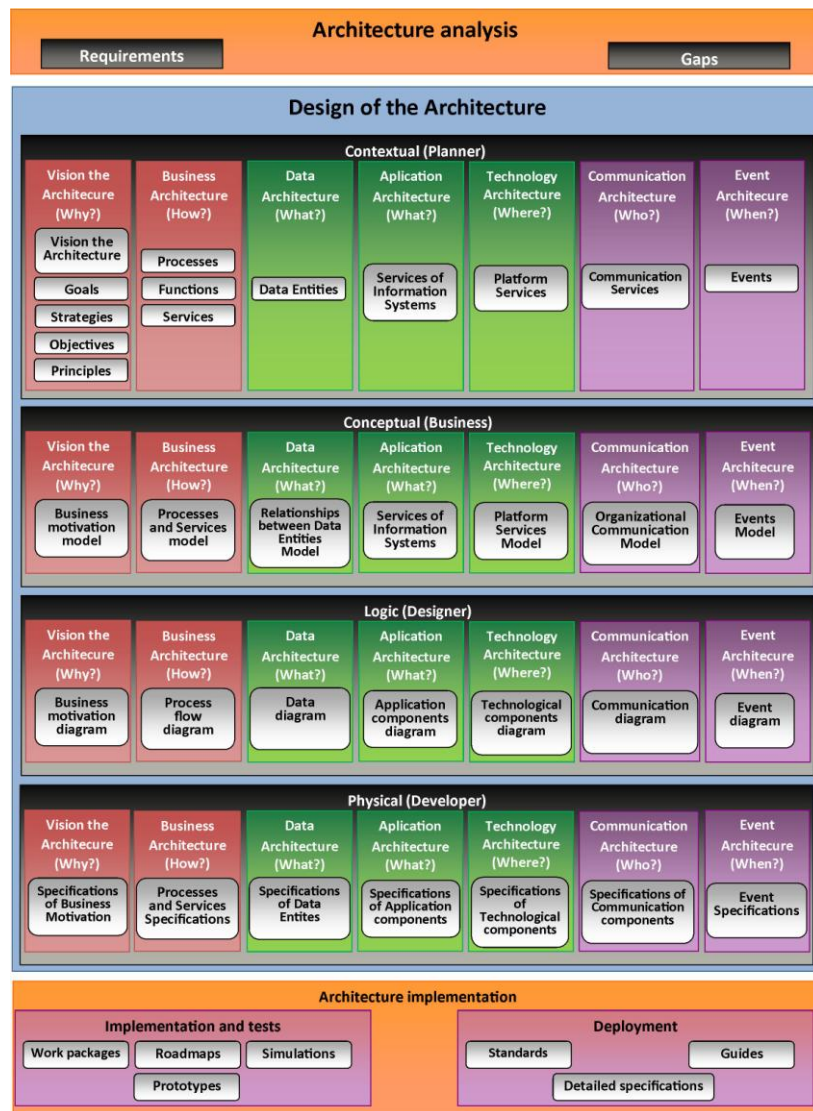 Architecture analysis
Requirements
Gaps
Design of the Architecture
Contextual (Planner)
Vision the
Architecure
(Why?)
Vision the
Architecture
Goals
Strategies
Objectives
Principles
Business
Architecture
(How?)
Processes
Functions
Services
Data
Architecture
(What?)
Data Entities
Aplication
Architecture
(What?)
Services of
Information
Systems
Technology
Architecture
(Where?)
Platform
Services
Communication
Architecture
(Who?)
Communication
Services
Event
Architecure
(When?)
Events
Conceptual (Business)
Vision the
Architecure
(Why?)
Business
motivation
model
Business
Architecture
(How?)
Processes
and Services
model
Data
Architecture
(What?)
Relationships
between Data
Entities
Model
Aplication
Architecture
(What?)
Services of
Information
Systems
Technology
Architecture
(Where?)
Platform
Services
Model
Communication
Architecture
(Who?)
Organizational
Communication
Model
Event
Architecure
(When?)
Events
Model
Logic (Designer)
Vision the
Architecure
(Why?)
Business
motivation
diagram
Business
Architecture
(How?)
Process
flow
diagram
Data
Architecture
(What?)
Data
diagram
Aplication
Architecture
(What?)
Application
components
diagram
Technology
Architecture
(Where?)
Technological
components
diagram
Communication
Architecture
(Who?)
Communication
diagram
Event
Architecure
(When?)
Event
diagram
Physical (Developer)
Vision the
Architecure
(Why?)
Specifications
of Business
Motivation
Business
Architecture
(How?)
Processes
and Services
Specifications
Data
Architecture
(What?)
Specifications
of Data
Entites
Aplication
Architecture
(What?)
Specifications
of Application
components
Technology
Architecture
(Where?)
Specifications
of
Technological
components
Communication
Architecture
(Who?)
Specifications of
Communication
components
Event
Architecure
(When?)
Event
Specifications
Architecture implementation
Implementation and tests
Work packages
Roadmaps
Simulations
Prototypes
Deployment
Standards
Guides
Detailed specifications